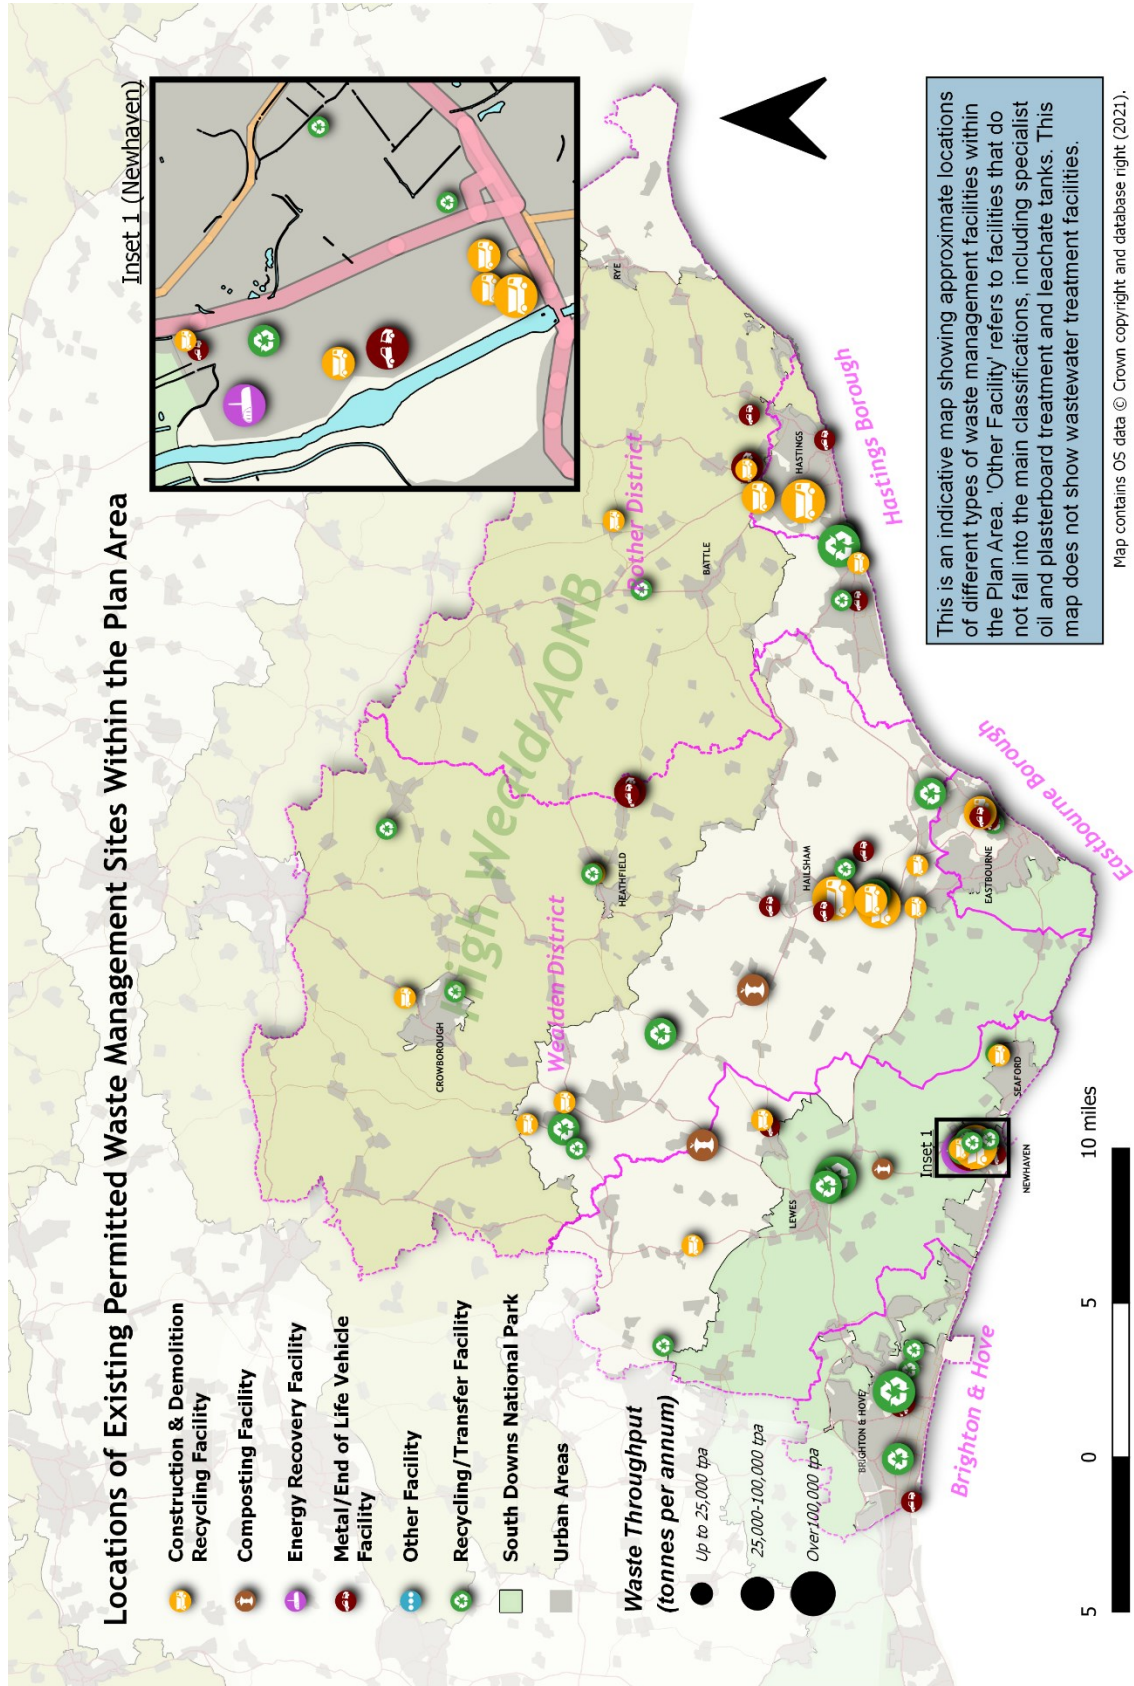 Locations of Existing Permitted Waste Management Sites Within the Plan Area
Inset 1 (Newhaven)
Construction & Demolition
Recycling Facility
Composting Facility
Energy Recovery Facility
Metal/End of Life Vehicle
Facility
Other Facility
Recycling/Transfer Facility
South Downs National Park
Urban Areas
Waste Throughput
(tonnes per annum)
Up to 25,000 tpa
25,000-100,000 tpa
Over100,000 tpa
High Weald AONB
Wealden District
Rother District
Hastings Borough
Eastbourne Borough
Brighton & Hove
CROWBOROUGH
HEATHFIELD
BATTLE
RYE
HASTINGS
HAILSHAM
EASTBOURNE
LEWES
SEAFORD
NEWHAVEN
BRIGHTON & HOVE
Inset 1
5
0
5
10 miles
This is an indicative map showing approximate locations
of different types of waste management facilities within
the Plan Area. 'Other Facility' refers to facilities that do
not fall into the main classifications, including specialist
oil and plasterboard treatment and leachate tanks. This
map does not show wastewater treatment facilities.
Map contains OS data © Crown copyright and database right (2021).